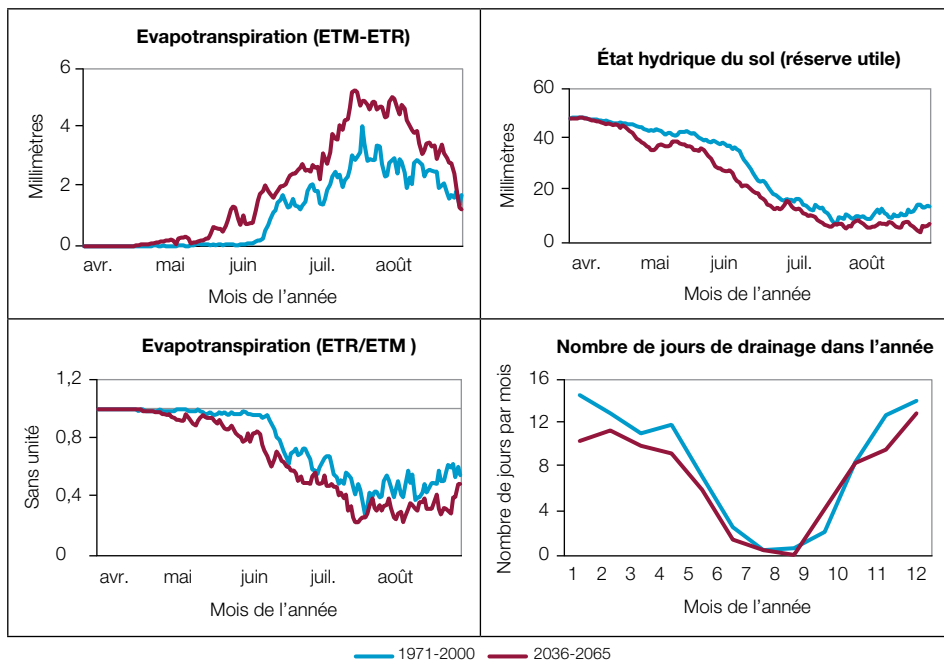 Evapotranspiration (ETM-ETR)
Millimètres
6
4
2
0
avr. mai juin juil. août
Mois de l'année
État hydrique du sol (réserve utile)
Millimètres
60
40
20
0
avr. mai juin juil. août
Mois de l'année
Evapotranspiration (ETR/ETM )
Sans unité
1,2
0,8
0,4
0
avr. mai juin juil. août
Mois de l'année
Nombre de jours de drainage dans l'année
Nombre de jours par mois
16
12
8
4
0
1 2 3 4 5 6 7 8 9 10 11 12
Mois de l'année
1971-2000 2036-2065